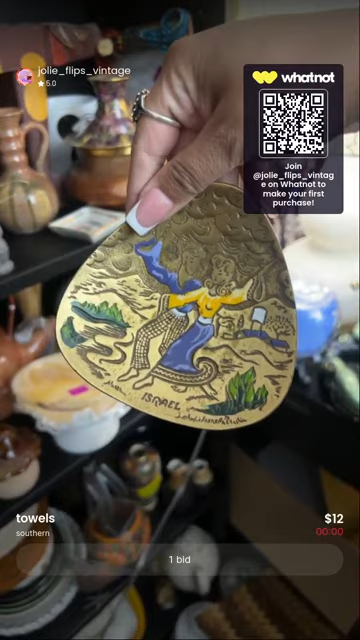 jolie_flips_vintage
★ 5.0
whatnot
Join
@jolie_flips_vintag
e on Whatnot to
make your first
purchase!
ISRAEL
towels
$12
southern
00:00
1 bid